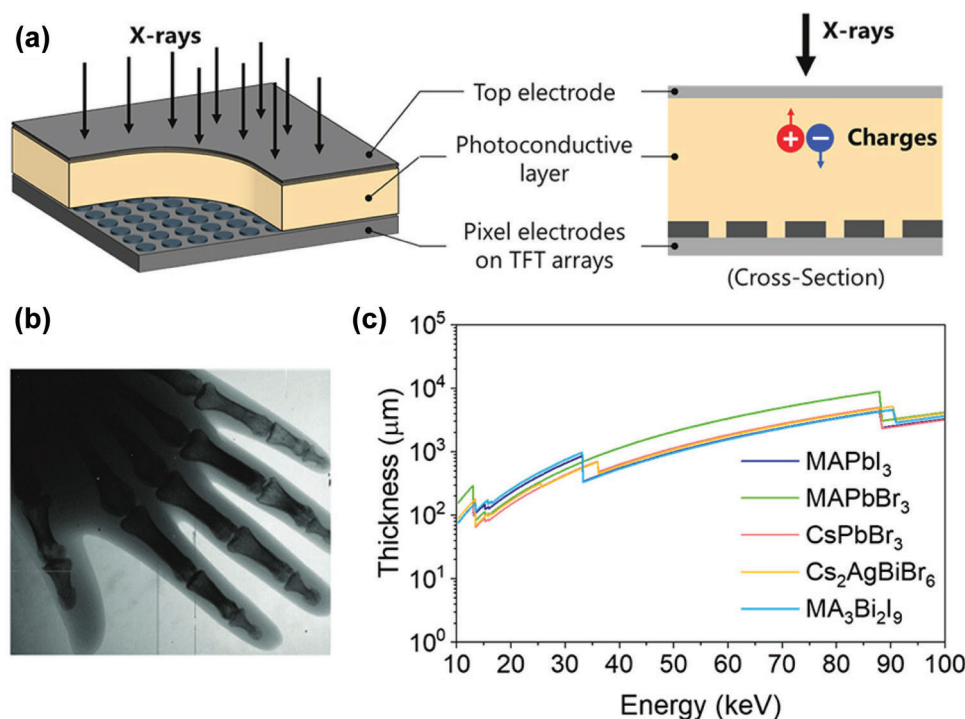 (a)
X-rays
X-rays
Top electrode
Photoconductive
layer
Pixel electrodes
on TFT arrays
+
−
Charges
(Cross-Section)
(b)
(c)
Thickness (μm)
10⁵
10⁴
10³
10²
10¹
10⁰
MAPbI₃
MAPbBr₃
CsPbBr₃
Cs₂AgBiBr₆
MA₃Bi₂I₉
10 20 30 40 50 60 70 80 90 100
Energy (keV)